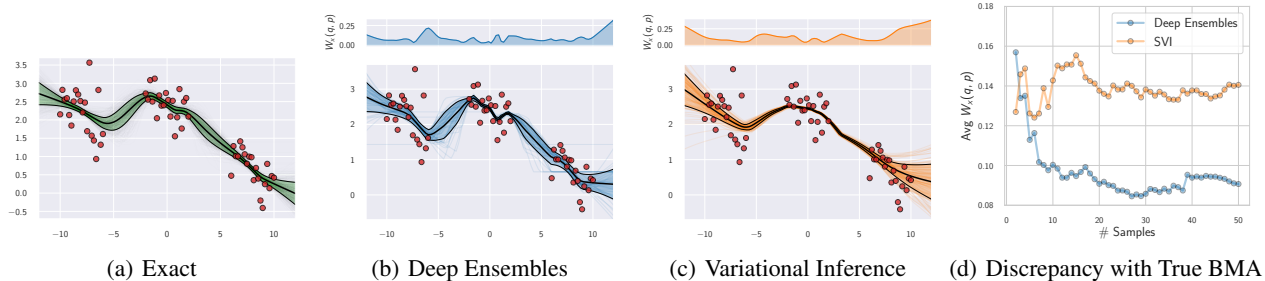 W_x(q, p)
0.25
0.00
W_x(q, p)
0.25
0.00
3.5
3.0
2.5
2.0
1.5
1.0
0.5
0.0
−0.5
−10 −5 0 5 10
3
2
1
0
−10 −5 0 5 10
3
2
1
0
−10 −5 0 5 10
Avg W_x(q, p)
0.18
0.16
0.14
0.12
0.10
0.08
0 10 20 30 40 50
# Samples
Deep Ensembles
SVI
(a) Exact
(b) Deep Ensembles
(c) Variational Inference
(d) Discrepancy with True BMA